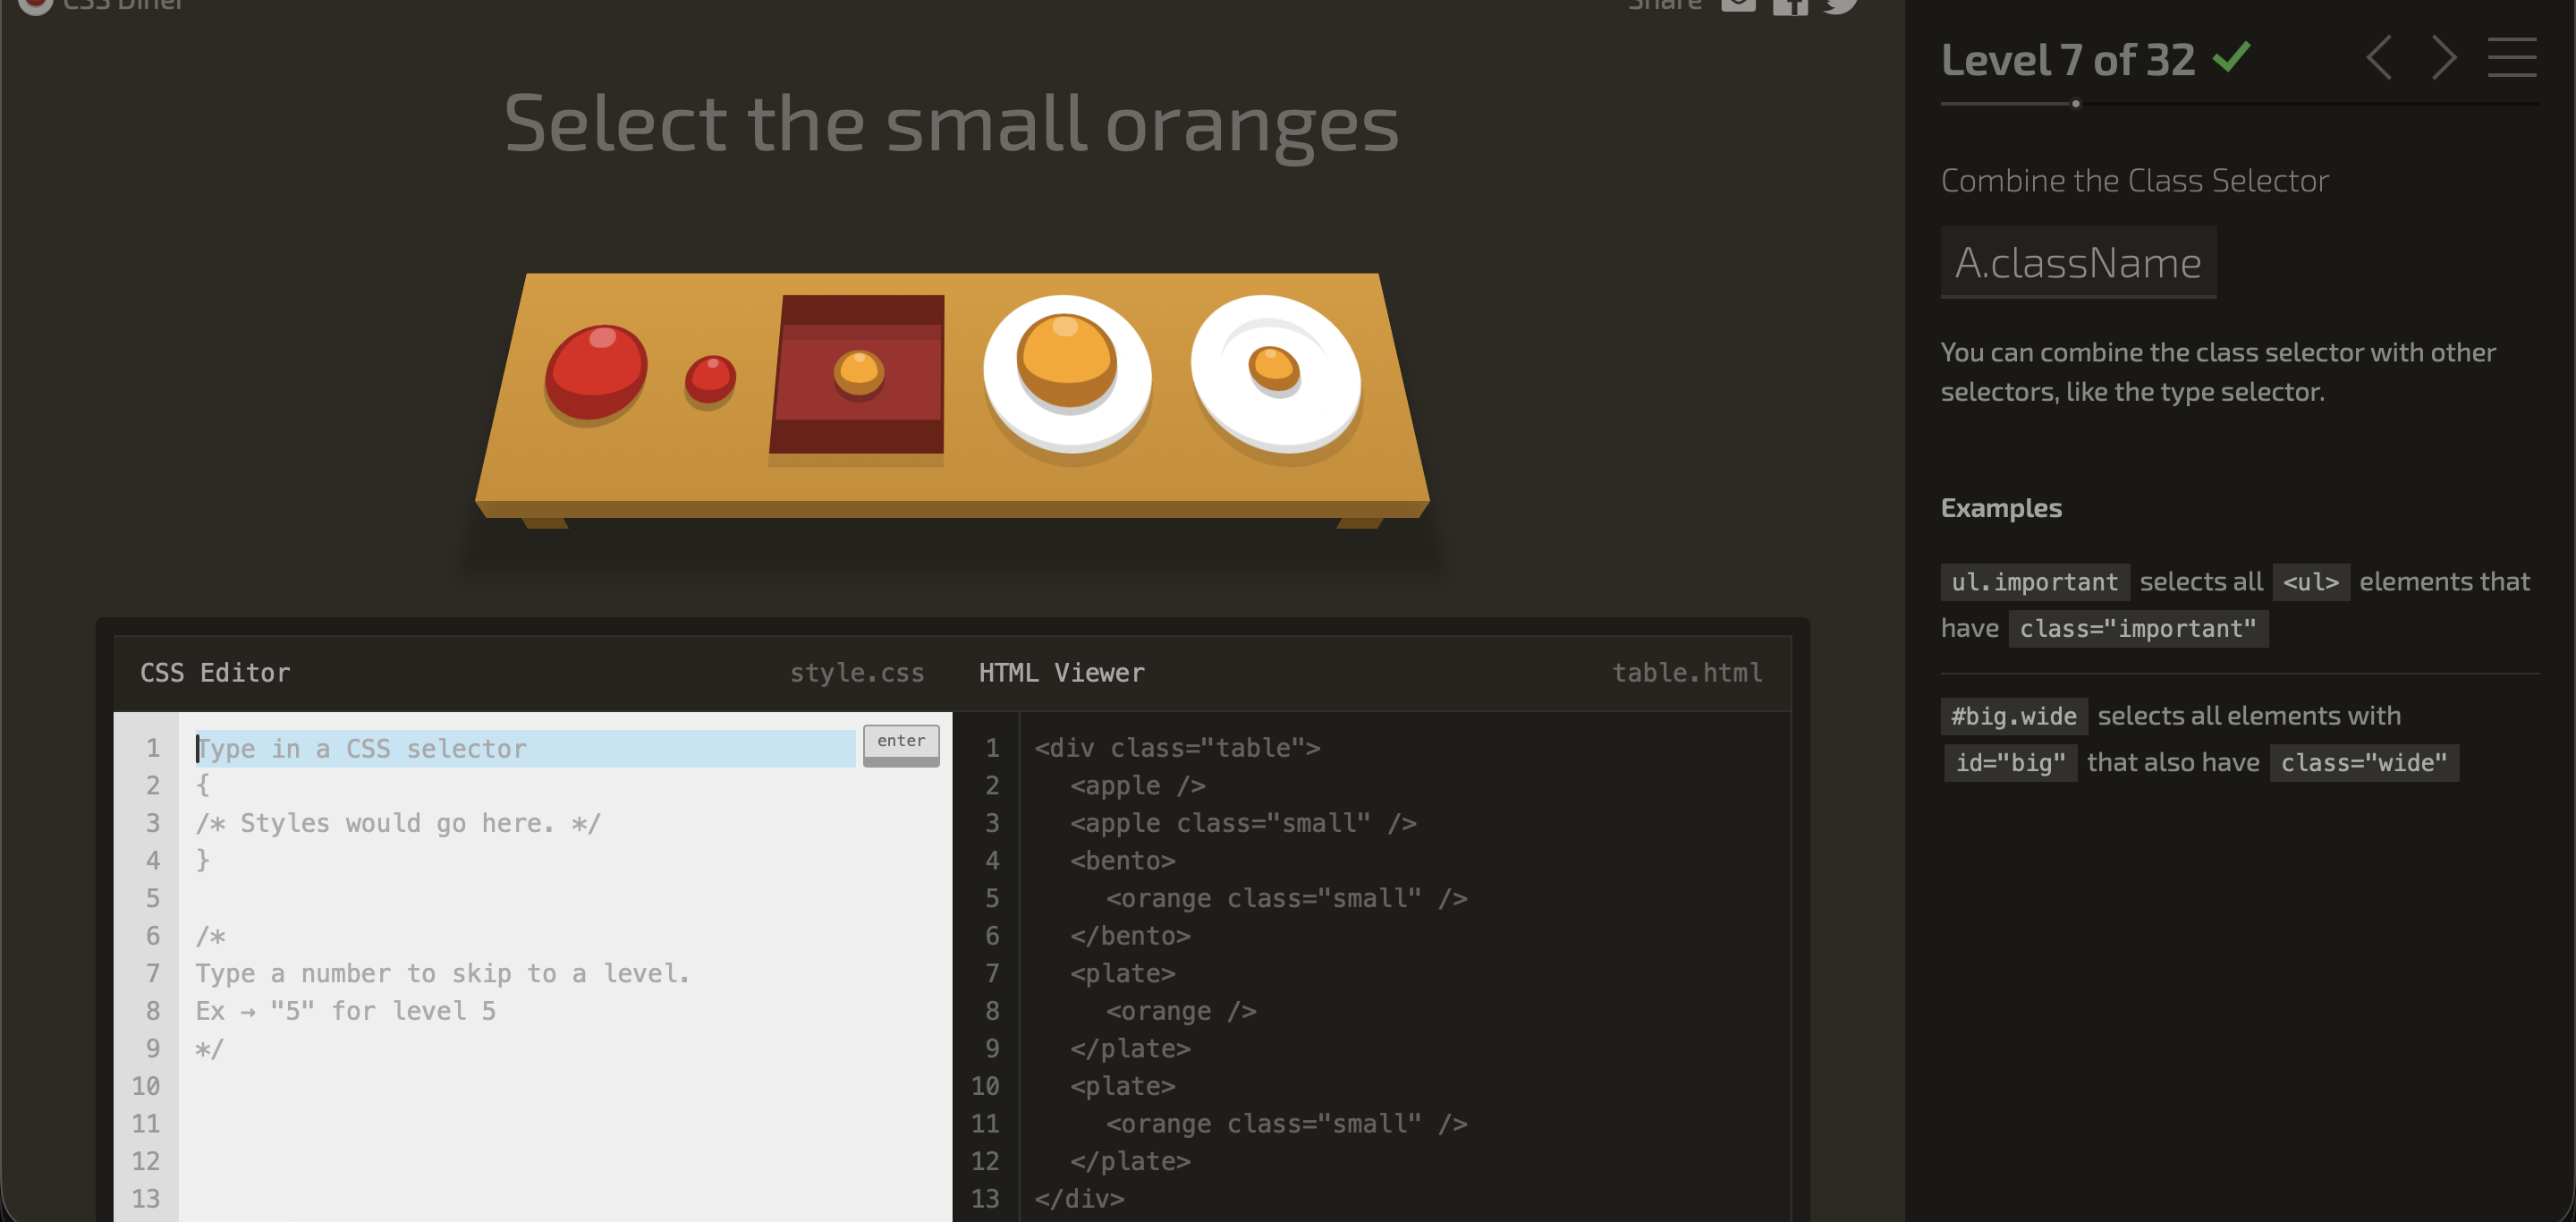 CSS Diner
Share
Select the small oranges
CSS Editor
style.css
1 Type in a CSS selector
enter
2 {
3 /* Styles would go here. */
4 }
5
6 /*
7 Type a number to skip to a level.
8 Ex → "5" for level 5
9 */
10
11
12
13
HTML Viewer
table.html
1 <div class="table">
2 <apple />
3 <apple class="small" />
4 <bento>
5 <orange class="small" />
6 </bento>
7 <plate>
8 <orange />
9 </plate>
10 <plate>
11 <orange class="small" />
12 </plate>
13 </div>
Level 7 of 32
Combine the Class Selector
A.className
You can combine the class selector with other
selectors, like the type selector.
Examples
ul.important selects all <ul> elements that
have class="important"
#big.wide selects all elements with
id="big" that also have class="wide"